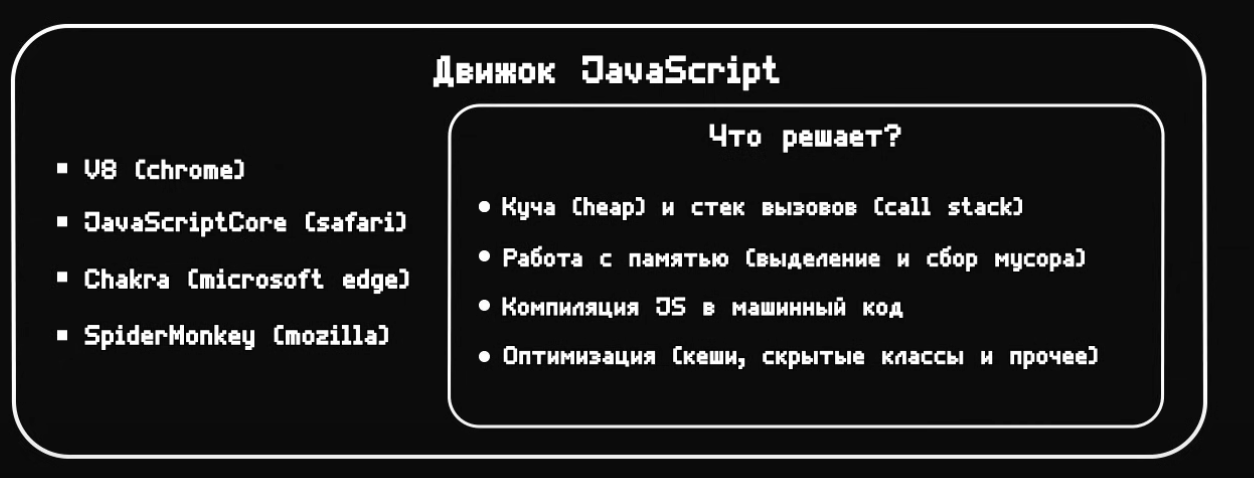 Движок JavaScript
V8 (chrome)
JavaScriptCore (safari)
Chakra (microsoft edge)
SpiderMonkey (mozilla)
Что решает?
Куча (heap) и стек вызовов (call stack)
Работа с памятью (выделение и сбор мусора)
Компиляция JS в машинный код
Оптимизация (кеши, скрытые классы и прочее)